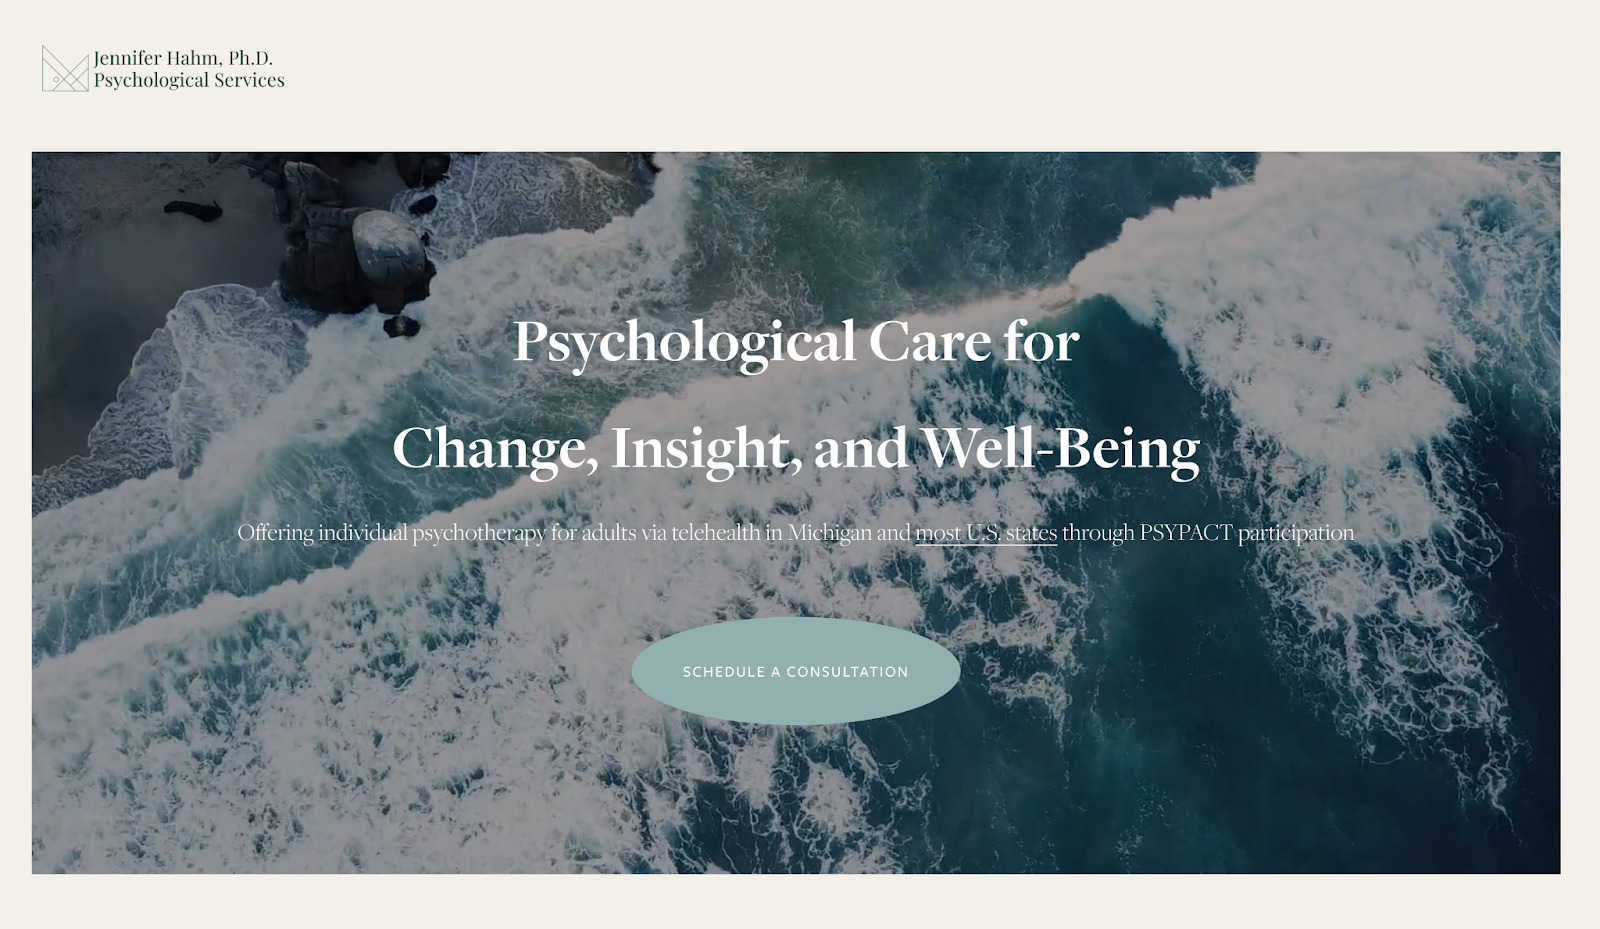 Jennifer Hahm, Ph.D.
Psychological Services
Psychological Care for
Change, Insight, and Well-Being
Offering individual psychotherapy for adults via telehealth in Michigan and most U.S. states through PSYPACT participation
SCHEDULE A CONSULTATION